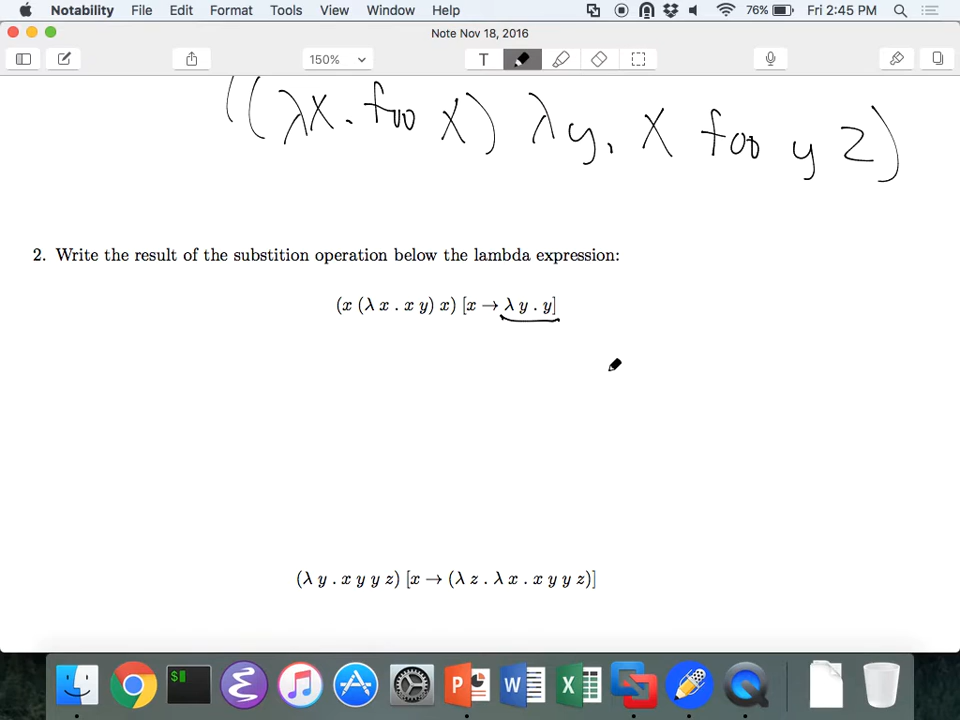 Notability File Edit Format Arrange Tools View Window Help 76% Fri 2:45 PM
Note Nov 18, 2016
150% T
((λx. foo x) λy. x foo y z)
2. Write the result of the substition operation below the lambda expression:
(x (λ x . x y) x) [x → λ y . y]
(λ y . x y y z) [x → (λ z . λ x . x y y z)]
$ P W X